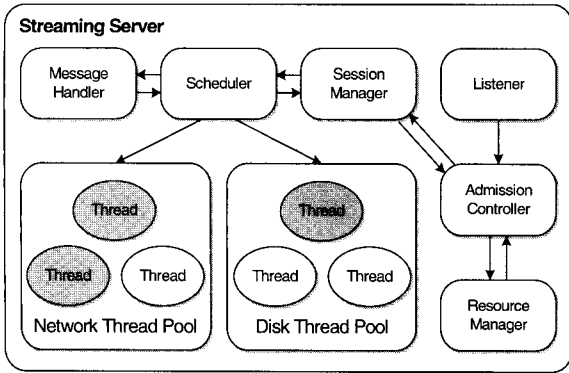 Streaming Server
Message
Handler
Scheduler
Session
Manager
Listener
Thread
Thread
Thread
Network Thread Pool
Thread
Thread
Thread
Disk Thread Pool
Admission
Controller
Resource
Manager